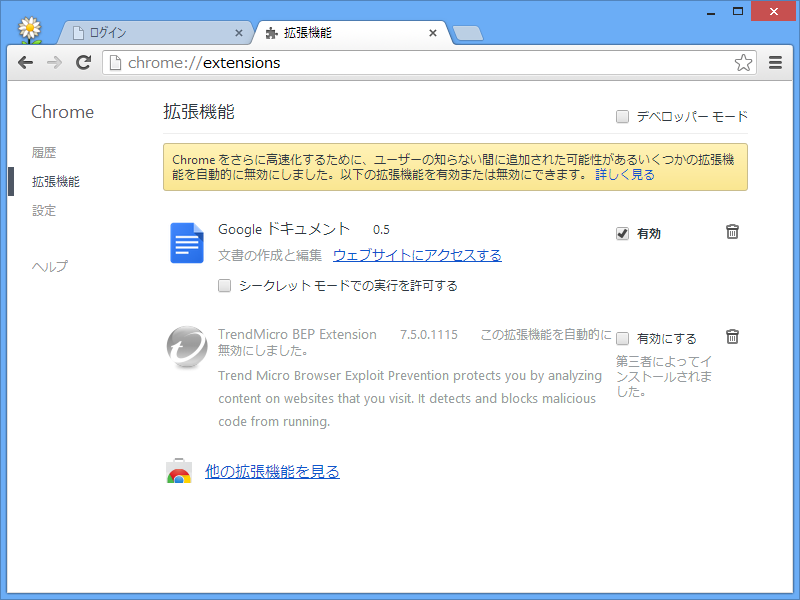 ログイン
拡張機能
chrome://extensions
Chrome
拡張機能
デベロッパー モード
履歴
拡張機能
設定
ヘルプ
Chrome をさらに高速化するために、ユーザーの知らない間に追加された可能性があるいくつかの拡張機
能を自動的に無効にしました。以下の拡張機能を有効または無効にできます。 詳しく見る
Google ドキュメント 0.5
有効
文書の作成と編集 ウェブサイトにアクセスする
シークレット モードでの実行を許可する
TrendMicro BEP Extension 7.5.0.1115 この拡張機能を自動的に
無効にしました。
有効にする
第三者によってイ
ンストールされま
した。
Trend Micro Browser Exploit Prevention protects you by analyzing
content on websites that you visit. It detects and blocks malicious
code from running.
他の拡張機能を見る